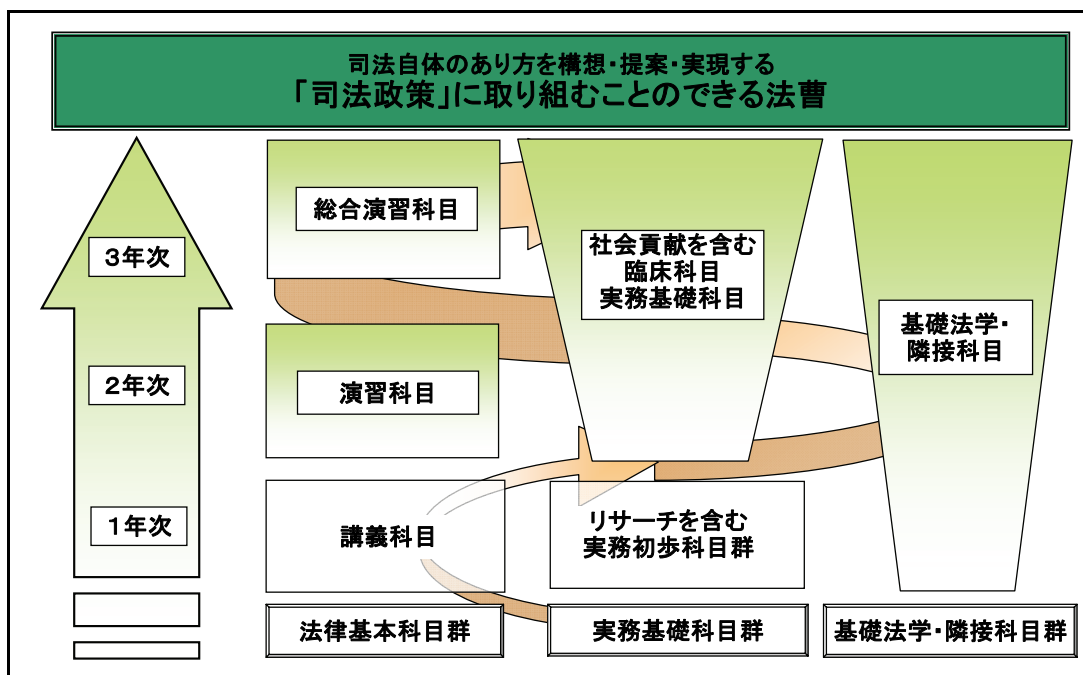 司法自体のあり方を構想・提案・実現する
「司法政策」に取り組むことのできる法曹
３年次
２年次
１年次
総合演習科目
演習科目
講義科目
法律基本科目群
社会貢献を含む
臨床科目
実務基礎科目
リサーチを含む
実務初歩科目群
実務基礎科目群
基礎法学・
隣接科目
基礎法学・隣接科目群